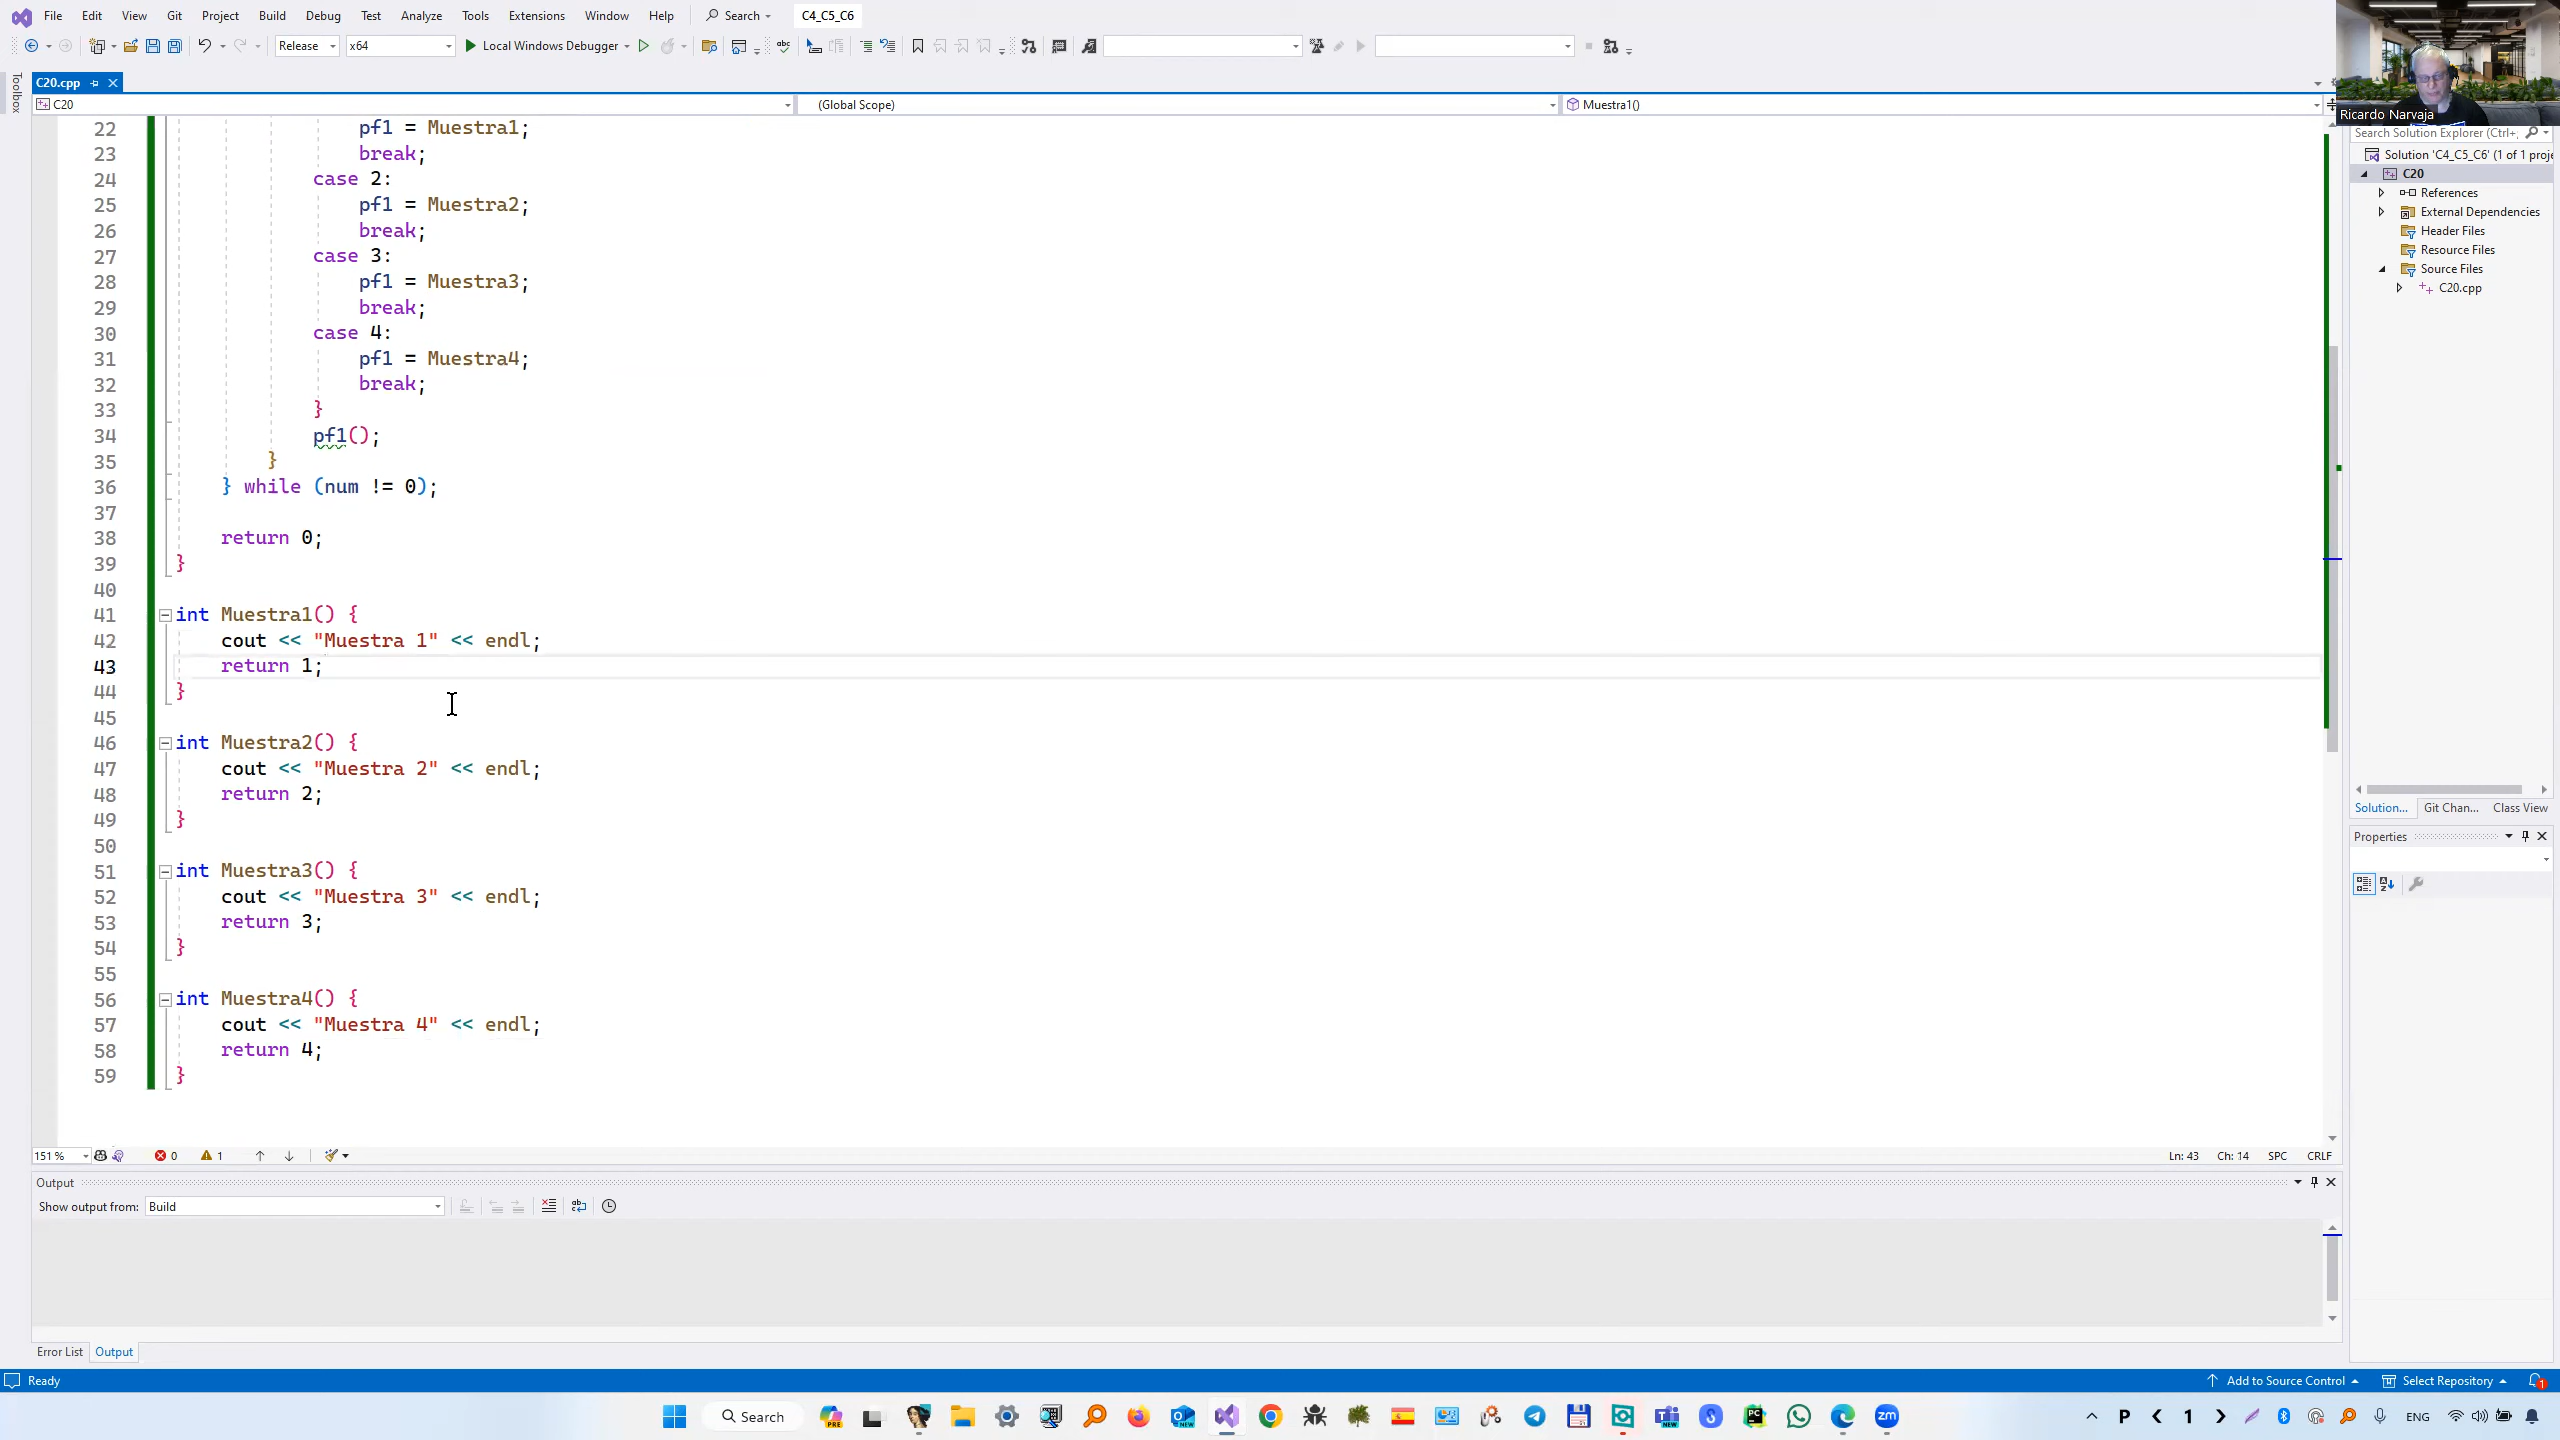 File Edit View Git Project Build Debug Test Analyze Tools Extensions Window Help Search C4_C5_C6
Release x64 Local Windows Debugger
Toolbox
C20.cpp
C20 (Global Scope) Muestra1()
Ricardo Narvaja
22 pf1 = Muestra1;
23 break;
24 case 2:
25 pf1 = Muestra2;
26 break;
27 case 3:
28 pf1 = Muestra3;
29 break;
30 case 4:
31 pf1 = Muestra4;
32 break;
33 }
34 pf1();
35 }
36 } while (num != 0);
37
38 return 0;
39 }
40
41 int Muestra1() {
42 cout << "Muestra 1" << endl;
43 return 1;
44 }
45
46 int Muestra2() {
47 cout << "Muestra 2" << endl;
48 return 2;
49 }
50
51 int Muestra3() {
52 cout << "Muestra 3" << endl;
53 return 3;
54 }
55
56 int Muestra4() {
57 cout << "Muestra 4" << endl;
58 return 4;
59 }
151 % 0 1 Ln: 43 Ch: 14 SPC CRLF
Search Solution Explorer (Ctrl+;
Solution 'C4_C5_C6' (1 of 1 proje
C20
References
External Dependencies
Header Files
Resource Files
Source Files
C20.cpp
Solution... Git Chan... Class View
Properties
Output
Show output from: Build
Error List Output
Ready Add to Source Control Select Repository 1
Search PRE NEW NEW PC zm P 1 ENG